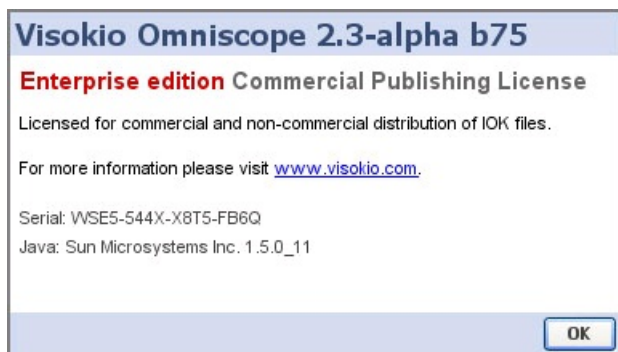 Visokio Omniscope 2.3-alpha b75
Enterprise edition Commercial Publishing License
Licensed for commercial and non-commercial distribution of IOK files.
For more information please visit www.visokio.com.
Serial: WSE5-544X-X8T5-FB6Q
Java: Sun Microsystems Inc. 1.5.0_11
OK